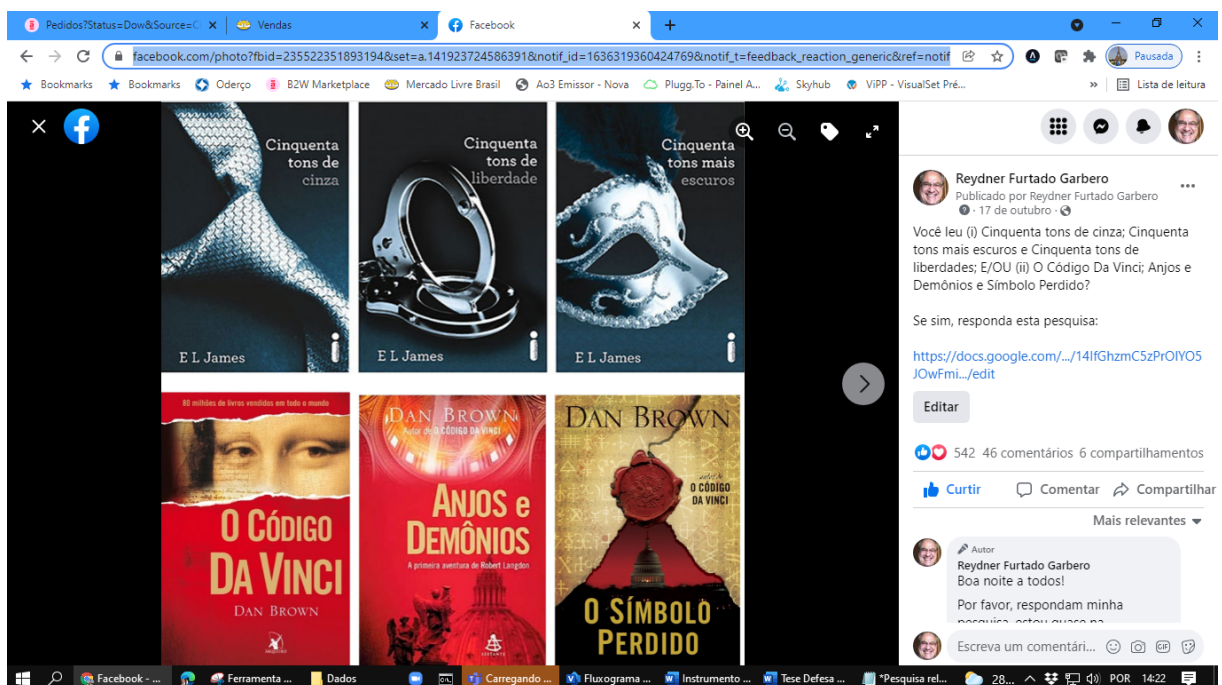 Pedidos?Status=Dow&Source=C
Vendas
Facebook
facebook.com/photo?fbid=235522351893194&set=a.141923724586391&notif_id=1636319360424769&notif_t=feedback_reaction_generic&ref=notif
Pausada
Bookmarks
Bookmarks
Oderço
B2W Marketplace
Mercado Livre Brasil
Ao3 Emissor - Nova
Plugg.To - Painel A...
Skyhub
ViPP - VisualSet Pré...
»
Lista de leitura
Cinquenta
tons de
cinza
E L James
Cinquenta
tons de
liberdade
E L James
Cinquenta
tons mais
escuros
E L James
80 milhões de livros vendidos em todo o mundo
O CÓDIGO
DA VINCI
DAN BROWN
ARQUEIRO
DAN BROWN
Autor de O CÓDIGO DA VINCI
ANJOS e
DEMÔNIOS
A primeira aventura de Robert Langdon
SEXTANTE
DAN BROWN
autor de
O CÓDIGO
DA VINCI
O SÍMBOLO
PERDIDO
Reydner Furtado Garbero
Publicado por Reydner Furtado Garbero
· 17 de outubro ·
Você leu (i) Cinquenta tons de cinza; Cinquenta
tons mais escuros e Cinquenta tons de
liberdades; E/OU (ii) O Código Da Vinci; Anjos e
Demônios e Símbolo Perdido?
Se sim, responda esta pesquisa:
https://docs.google.com/.../14IfGhzmC5zPrOIYO5
JOwFmi.../edit
Editar
542 46 comentários 6 compartilhamentos
Curtir
Comentar
Compartilhar
Mais relevantes
Autor
Reydner Furtado Garbero
Boa noite a todos!
Por favor, respondam minha
pesquisa, estou quase na
Escreva um comentári...
GIF
Facebook - ...
Ferramenta ...
Dados
Carregando ...
Fluxograma ...
Instrumento ...
Tese Defesa ...
*Pesquisa rel...
28...
POR
14:22